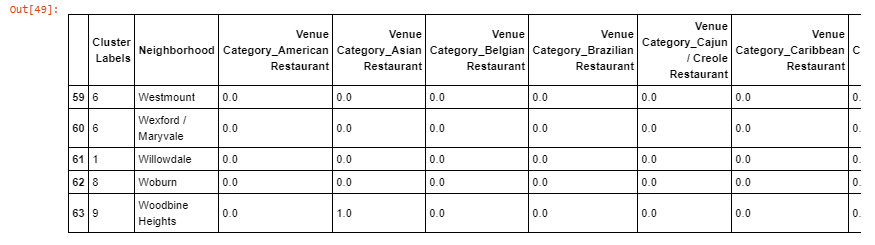 Out[49]:
Cluster Labels Neighborhood Venue Category_American Restaurant Venue Category_Asian Restaurant Venue Category_Belgian Restaurant Venue Category_Brazilian Restaurant Venue Category_Cajun / Creole Restaurant Venue Category_Caribbean Restaurant C
59 6 Westmount 0.0 0.0 0.0 0.0 0.0 0.0 0.
60 6 Wexford / Maryvale 0.0 0.0 0.0 0.0 0.0 0.0 0.
61 1 Willowdale 0.0 0.0 0.0 0.0 0.0 0.0 0.
62 8 Woburn 0.0 0.0 0.0 0.0 0.0 0.0 0.
63 9 Woodbine Heights 0.0 1.0 0.0 0.0 0.0 0.0 0.